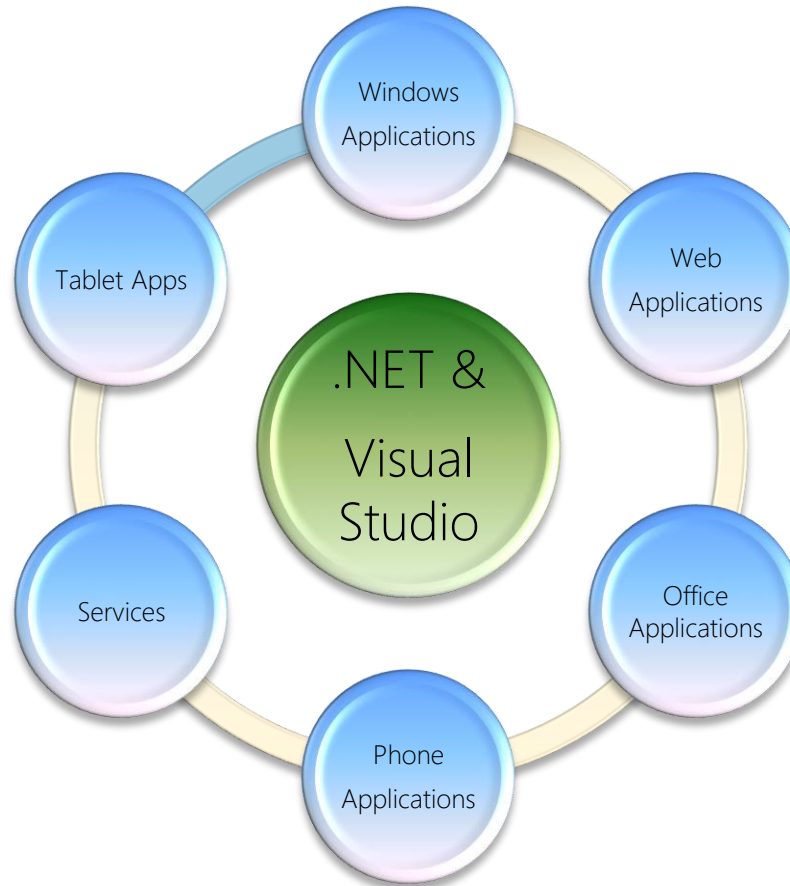 Windows
Applications
Web
Applications
Office
Applications
Phone
Applications
Services
Tablet Apps
.NET &
Visual
Studio